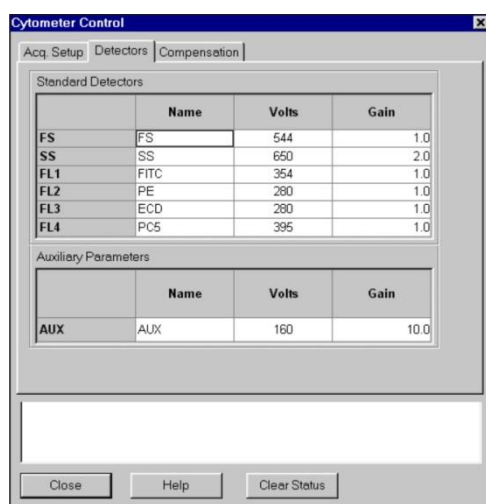 Cytometer Control
Acq. Setup Detectors Compensation
Standard Detectors
Name Volts Gain
FS FS 544 1.0
SS SS 650 2.0
FL1 FITC 354 1.0
FL2 PE 280 1.0
FL3 ECD 280 1.0
FL4 PC5 395 1.0
Auxiliary Parameters
Name Volts Gain
AUX AUX 160 10.0
Close Help Clear Status